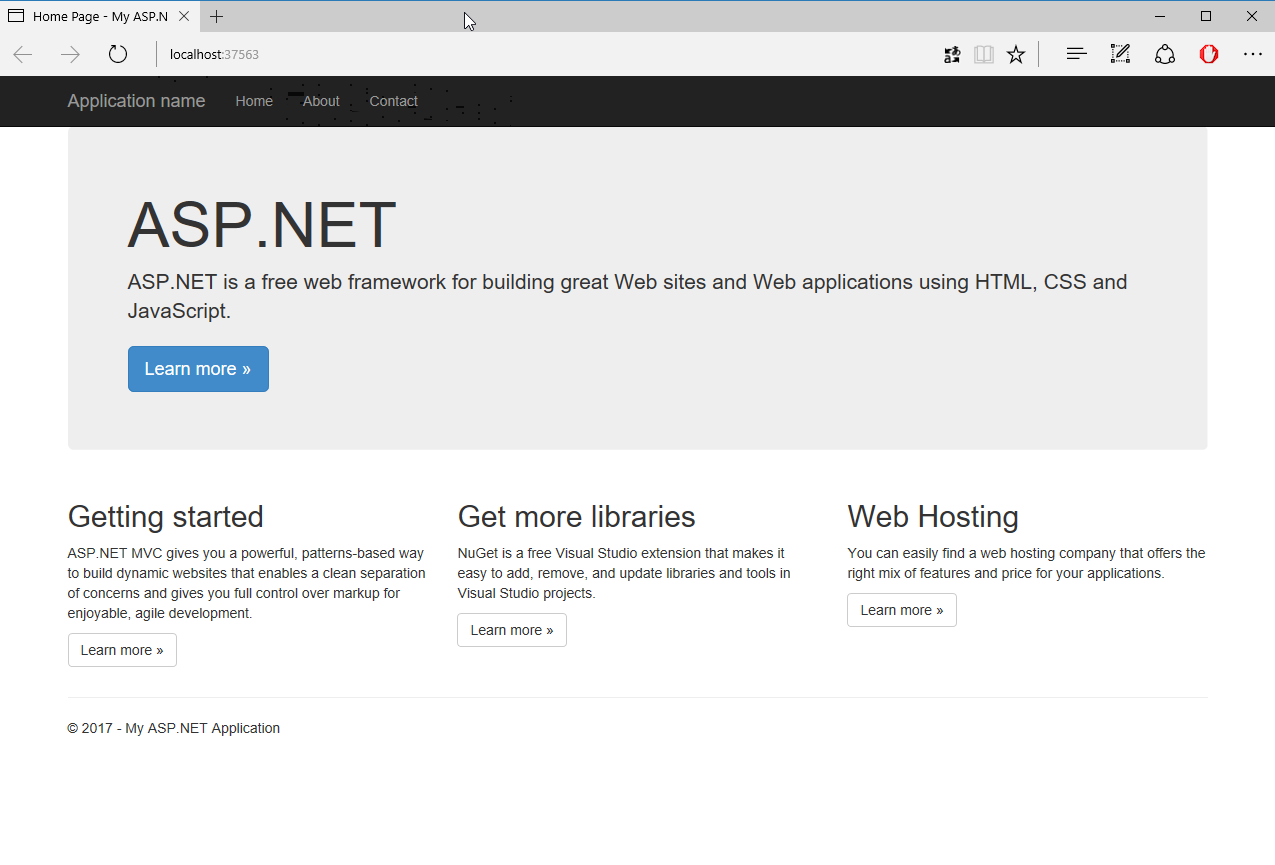 Home Page - My ASP.N
localhost:37563
Application name Home About Contact
ASP.NET
ASP.NET is a free web framework for building great Web sites and Web applications using HTML, CSS and
JavaScript.
Learn more »
Getting started
ASP.NET MVC gives you a powerful, patterns-based way
to build dynamic websites that enables a clean separation
of concerns and gives you full control over markup for
enjoyable, agile development.
Learn more »
Get more libraries
NuGet is a free Visual Studio extension that makes it
easy to add, remove, and update libraries and tools in
Visual Studio projects.
Learn more »
Web Hosting
You can easily find a web hosting company that offers the
right mix of features and price for your applications.
Learn more »
© 2017 - My ASP.NET Application